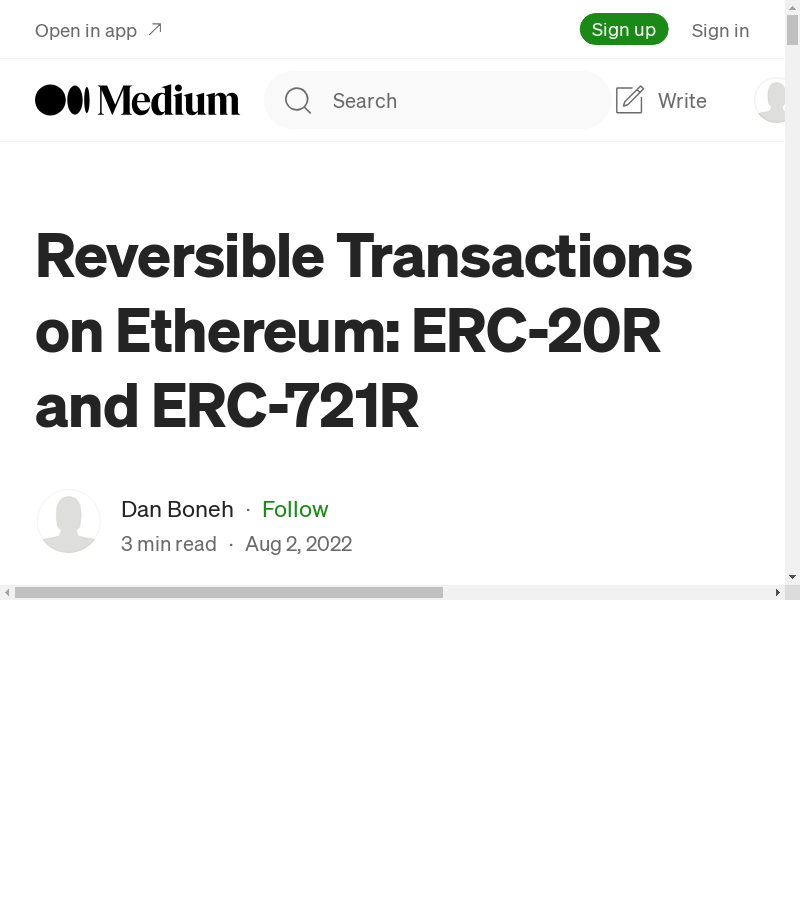 Open in app
Sign up
Sign in
Medium
Search
Write
Reversible Transactions
on Ethereum: ERC-20R
and ERC-721R
Dan Boneh · Follow
3 min read · Aug 2, 2022